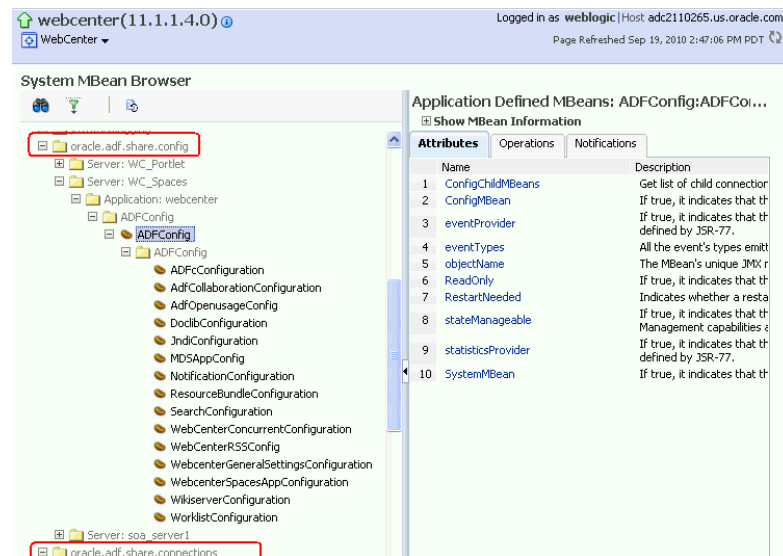 webcenter(11.1.1.4.0)
Logged in as weblogic|Host adc2110265.us.oracle.com
WebCenter
Page Refreshed Sep 19, 2010 2:47:06 PM PDT
System MBean Browser
oracle.adf.share.config
Server: WC_Portlet
Server: WC_Spaces
Application: webcenter
ADFConfig
ADFConfig
ADFConfig
ADFcConfiguration
AdfCollaborationConfiguration
AdfOpenusageConfig
DoclibConfiguration
JndiConfiguration
MDSAppConfig
NotificationConfiguration
ResourceBundleConfiguration
SearchConfiguration
WebCenterConcurrentConfiguration
WebCenterRSSConfig
WebcenterGeneralSettingsConfiguration
WebcenterSpacesAppConfiguration
WikiserverConfiguration
WorklistConfiguration
Server: soa_server1
oracle.adf.share.connections
Application Defined MBeans: ADFConfig:ADFCo...
Show MBean Information
Attributes Operations Notifications
Name Description
1 ConfigChildMBeans Get list of child connection
2 ConfigMBean If true, it indicates that th
3 eventProvider If true, it indicates that th
defined by JSR-77.
4 eventTypes All the event's types emitt
5 objectName The MBean's unique JMX
6 ReadOnly If true, it indicates that th
7 RestartNeeded Indicates whether a resta
8 stateManageable If true, it indicates that th
Management capabilities
9 statisticsProvider If true, it indicates that th
defined by JSR-77.
10 SystemMBean If true, it indicates that th